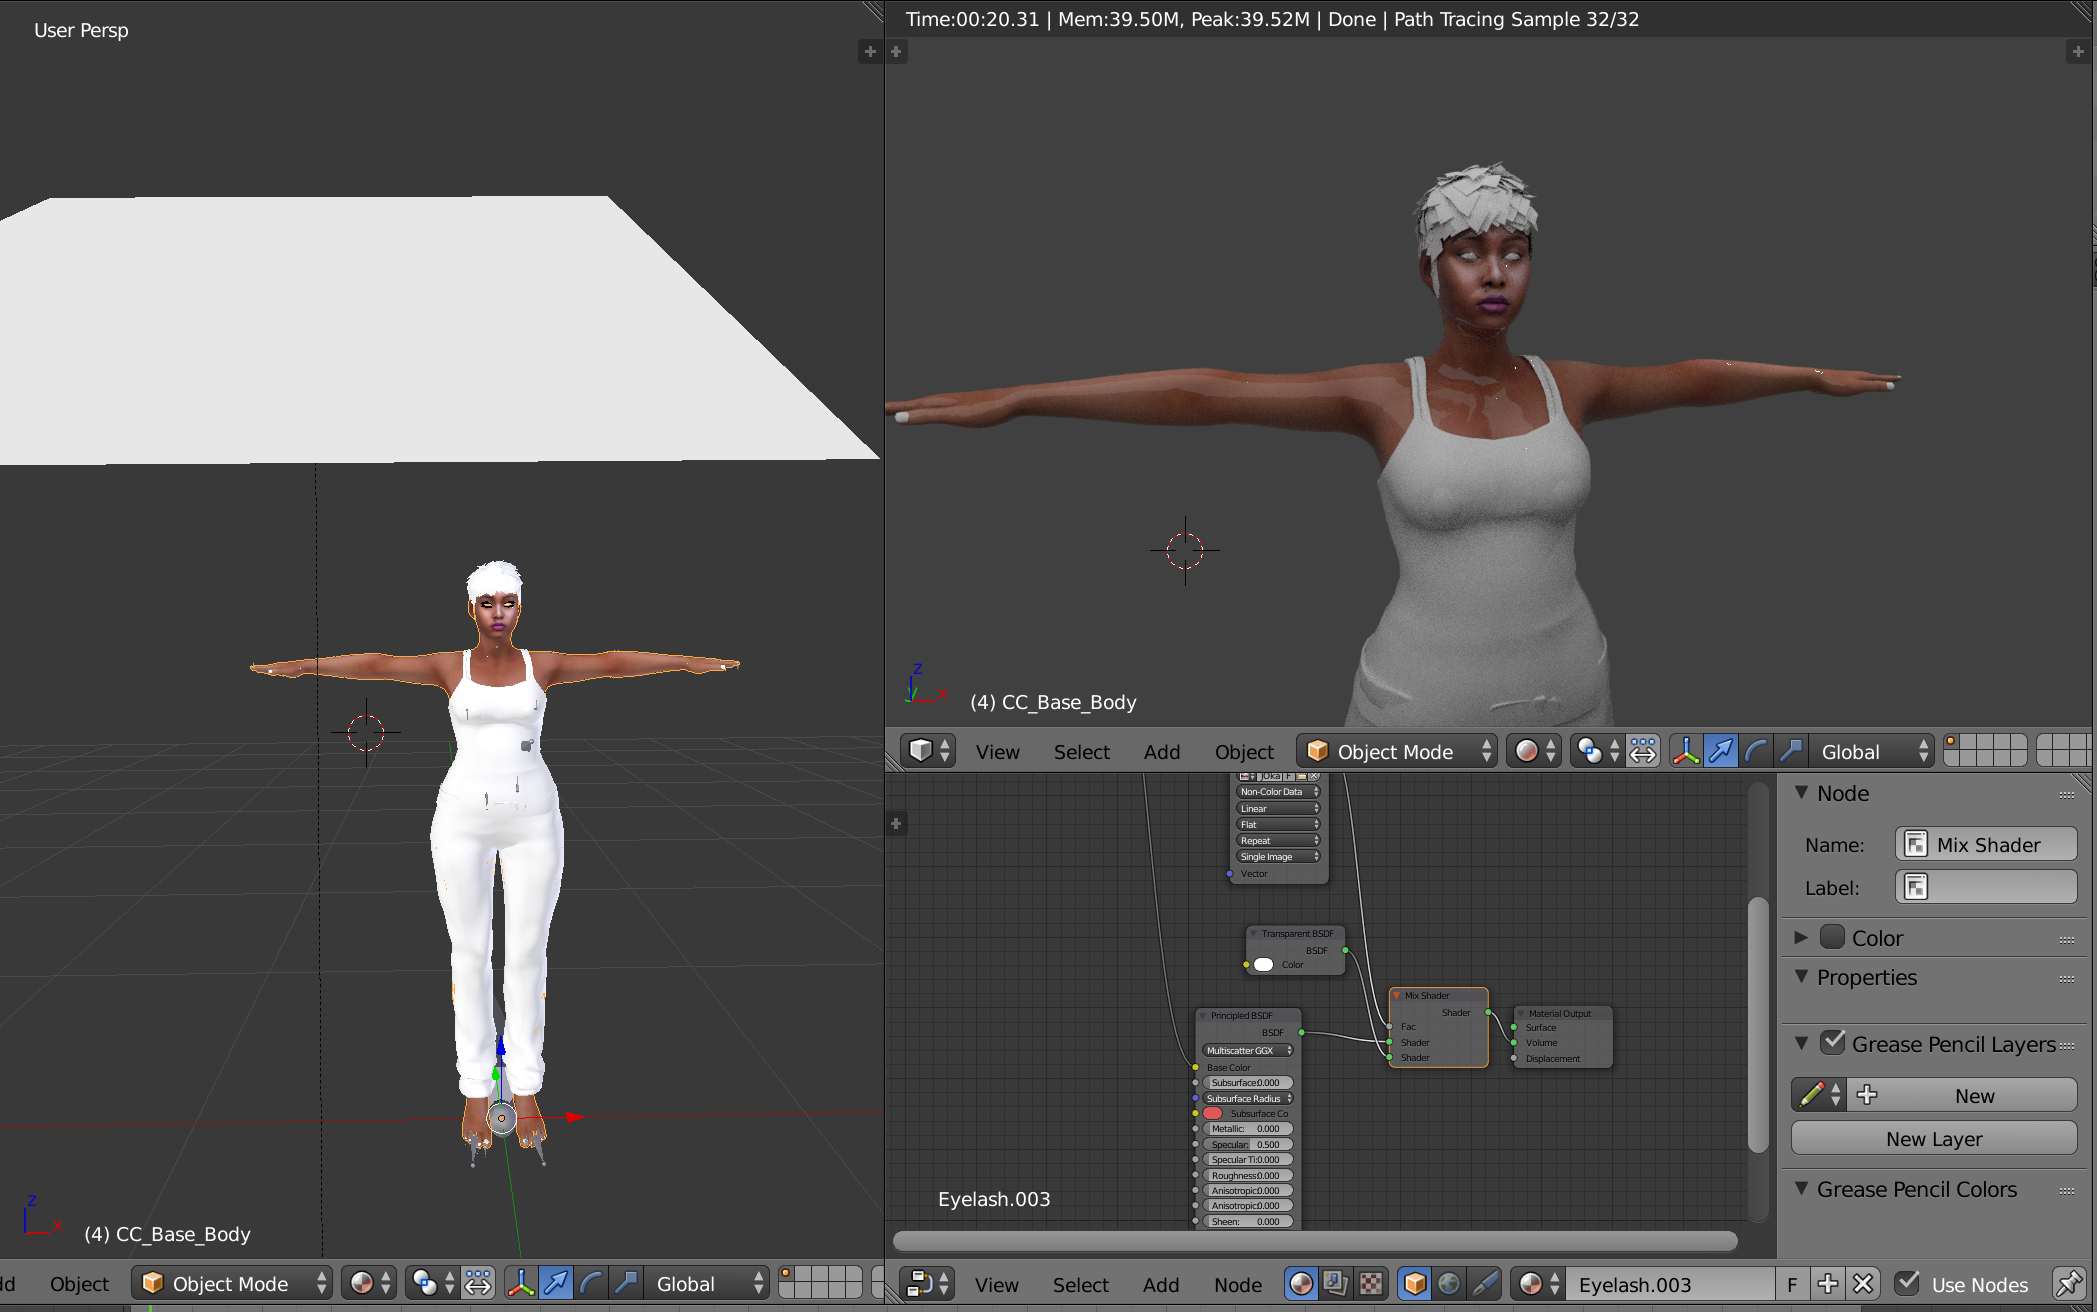 User Persp
Time:00:20.31 | Mem:39.50M, Peak:39.52M | Done | Path Tracing Sample 32/32
(4) CC_Base_Body
View Select Add Object Object Mode Global
F
Non-Color Data
Linear
Flat
Repeat
Single Image
Vector
Transparent BSDF
BSDF
Color
Principled BSDF
BSDF
Multiscatter GGX
Base Color
Subsurface:0.000
Subsurface Radius
Subsurface Co
Metallic: 0.000
Specular: 0.500
Specular Ti:0.000
Roughness:0.000
Anisotropic:0.000
Anisotropic:0.000
Sheen: 0.000
Mix Shader
Shader
Fac
Shader
Shader
Material Output
Surface
Volume
Displacement
Eyelash.003
Node
Name: Mix Shader
Label:
Color
Properties
Grease Pencil Layers
New
New Layer
Grease Pencil Colors
View Select Add Node Eyelash.003 F Use Nodes
z
x
(4) CC_Base_Body
Object Object Mode Global
z
y
x